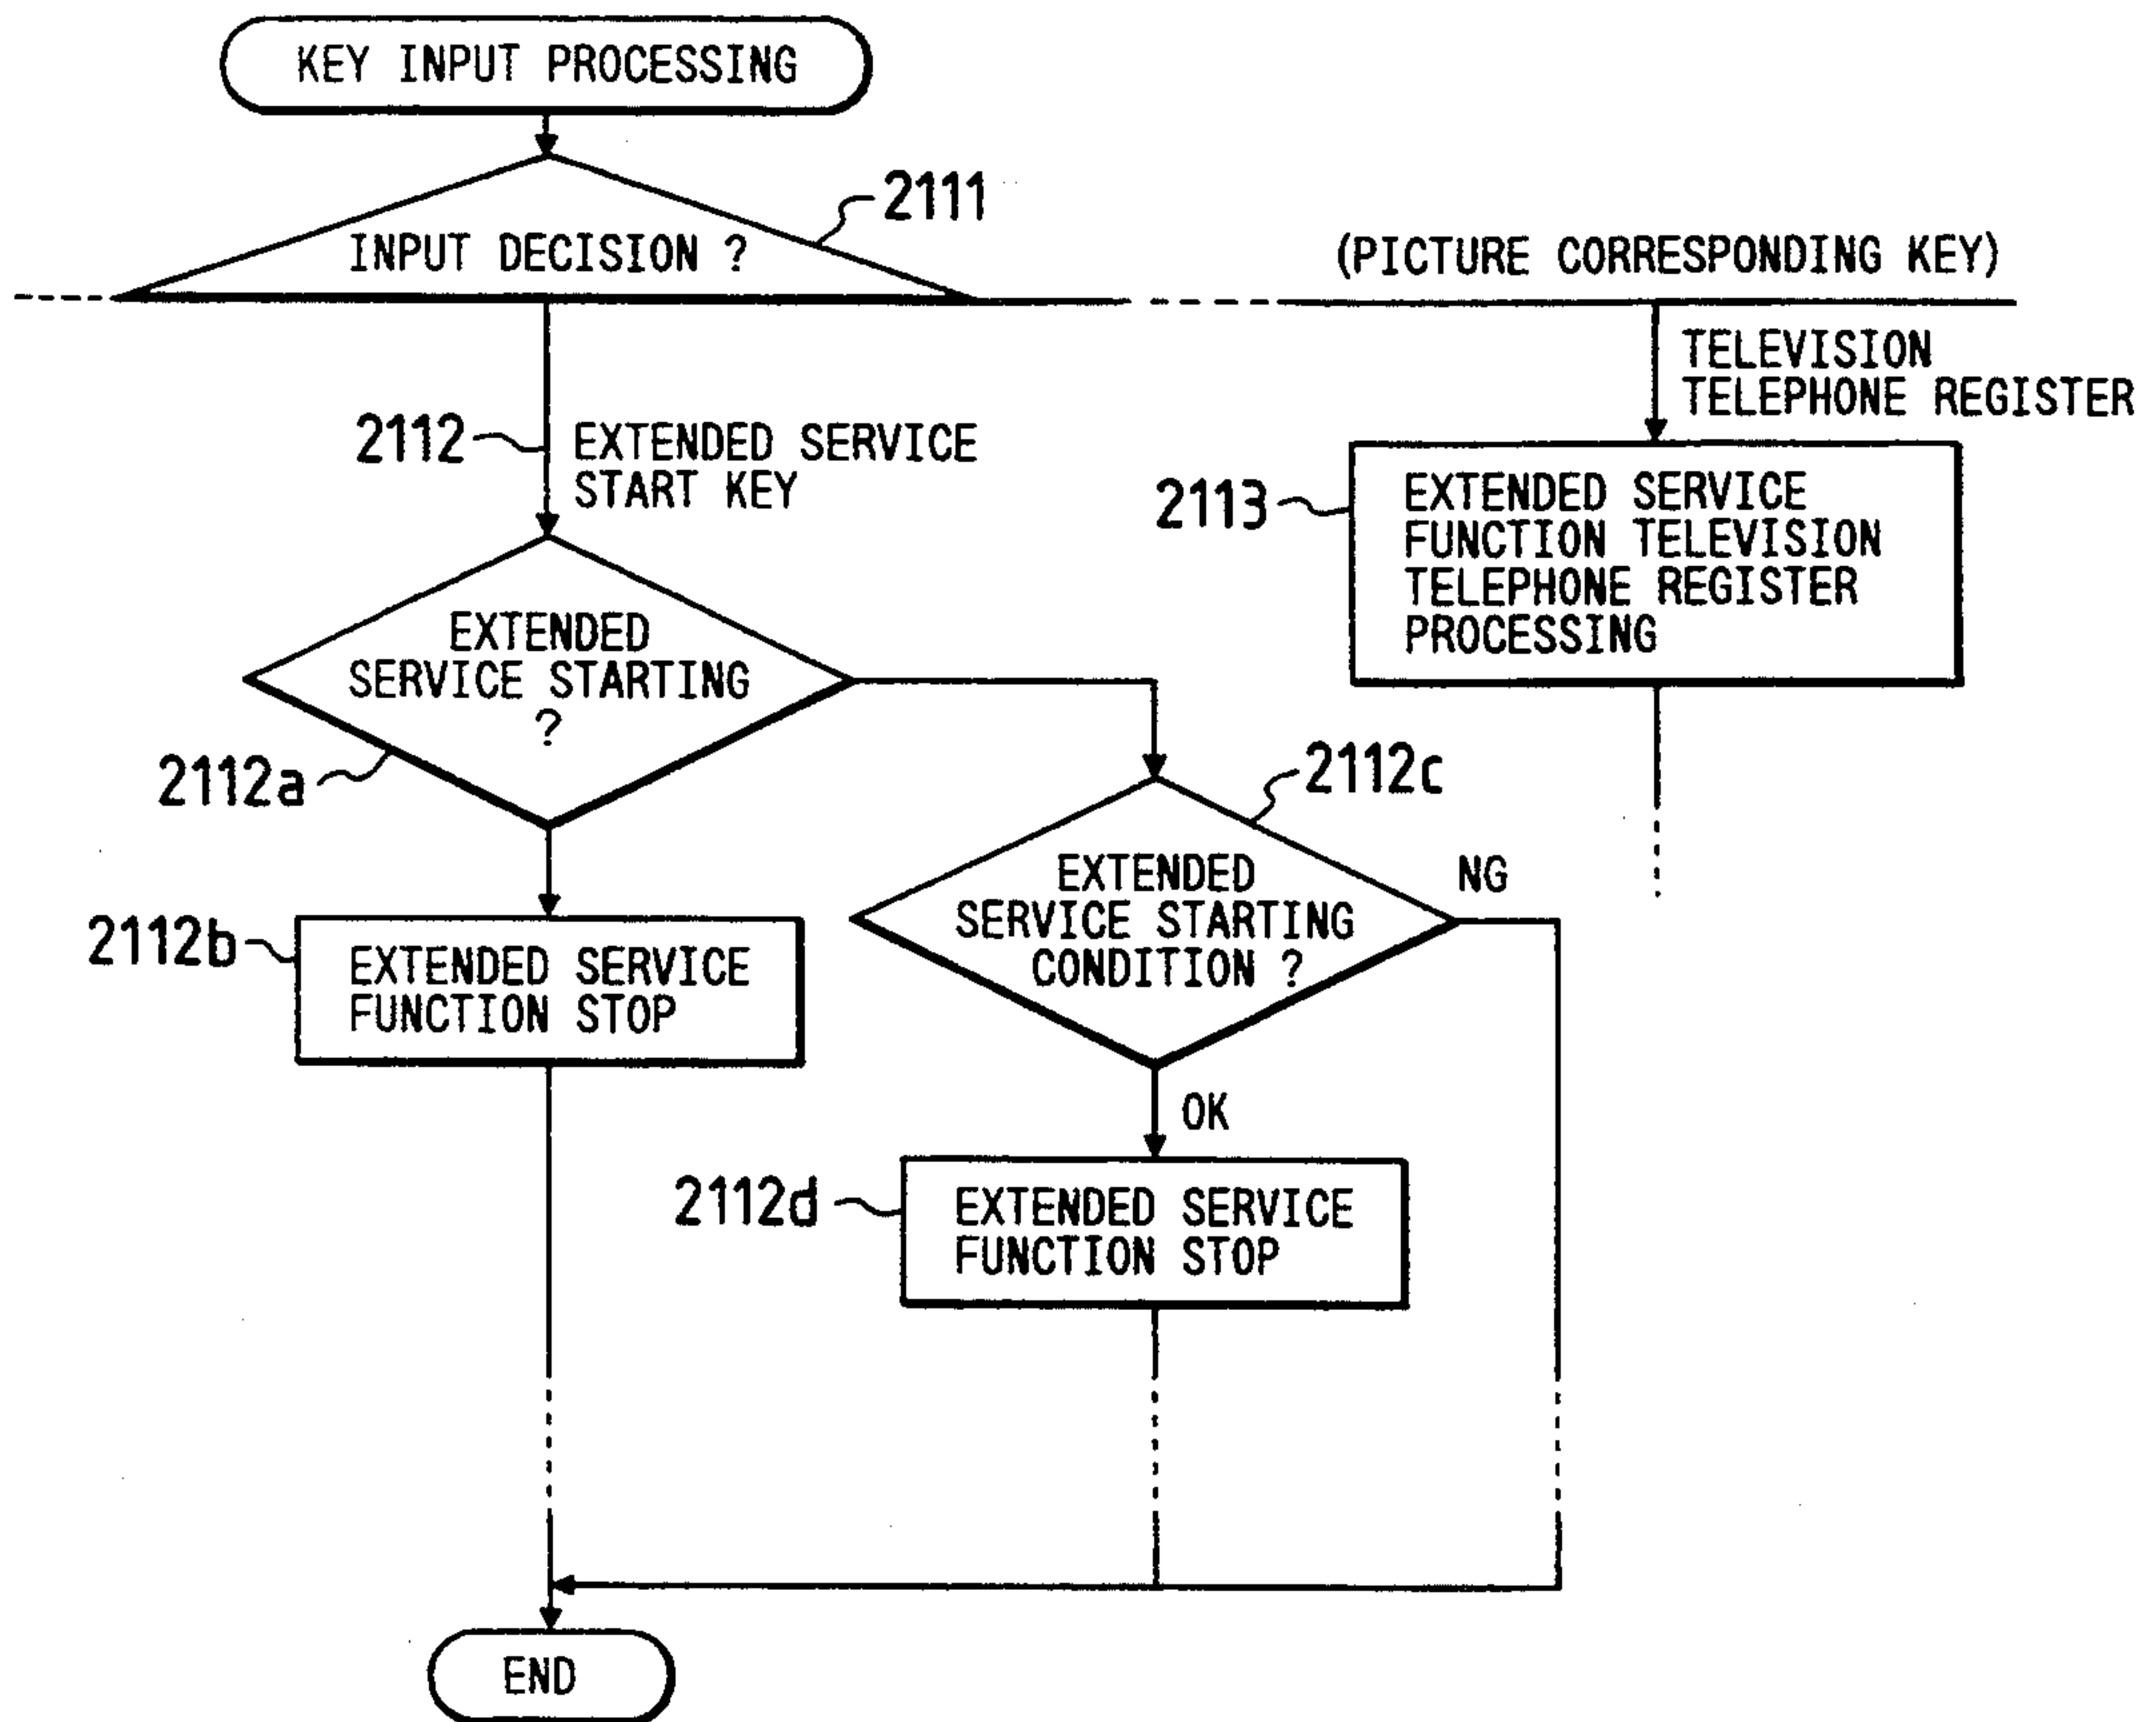 KEY INPUT PROCESSING
2111
INPUT DECISION ?
(PICTURE CORRESPONDING KEY)
TELEVISION
TELEPHONE REGISTER
2112
EXTENDED SERVICE
START KEY
2113
EXTENDED SERVICE
FUNCTION TELEVISION
TELEPHONE REGISTER
PROCESSING
EXTENDED
SERVICE STARTING
?
2112a
2112c
EXTENDED
SERVICE STARTING
CONDITION ?
NG
2112b
EXTENDED SERVICE
FUNCTION STOP
OK
2112d
EXTENDED SERVICE
FUNCTION STOP
END